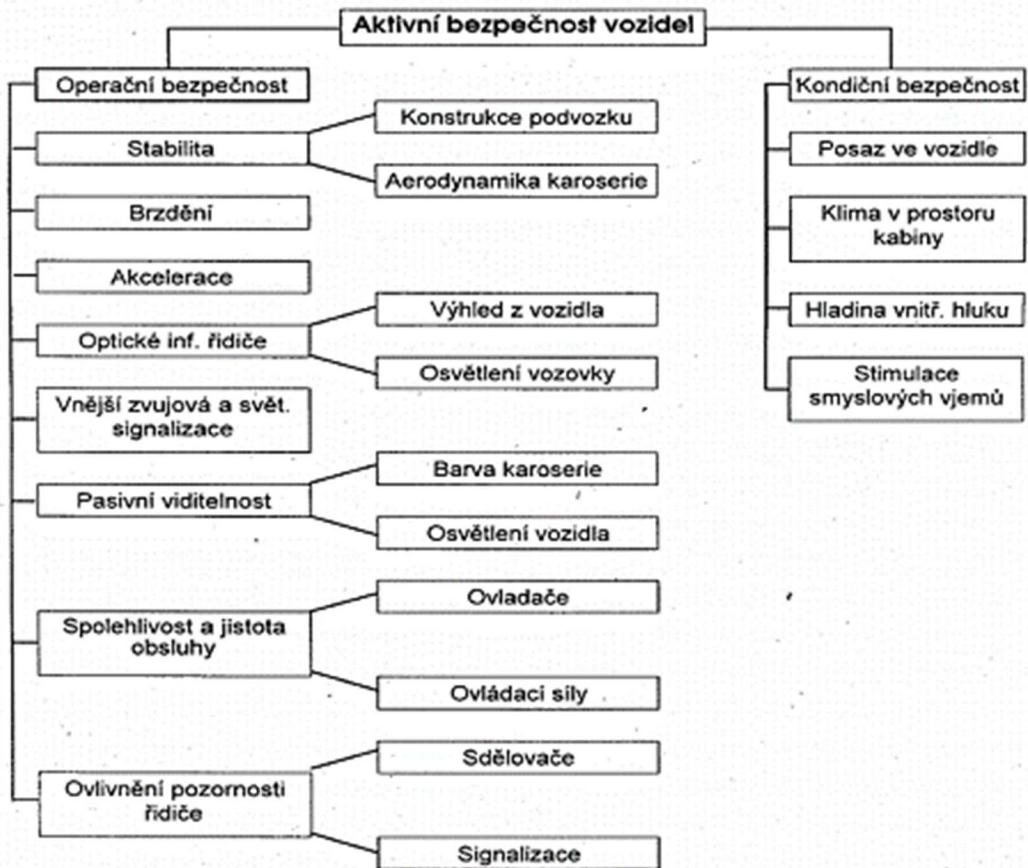 Aktivní bezpečnost vozidel
Operační bezpečnost
Stabilita
Konstrukce podvozku
Aerodynamika karoserie
Brzdění
Akcelerace
Optické inf. řidiče
Výhled z vozidla
Osvětlení vozovky
Vnější zvujová a svět.
signalizace
Pasivní viditelnost
Barva karoserie
Osvětlení vozidla
Spolehlivost a jistota
obsluhy
Ovladače
Ovládaci sily
Ovlivnění pozornosti
řidiče
Sdělovače
Signalizace
Kondiční bezpečnost
Posaz ve vozidle
Klima v prostoru
kabiny
Hladina vnitř. hluku
Stimulace
smyslových vjemů